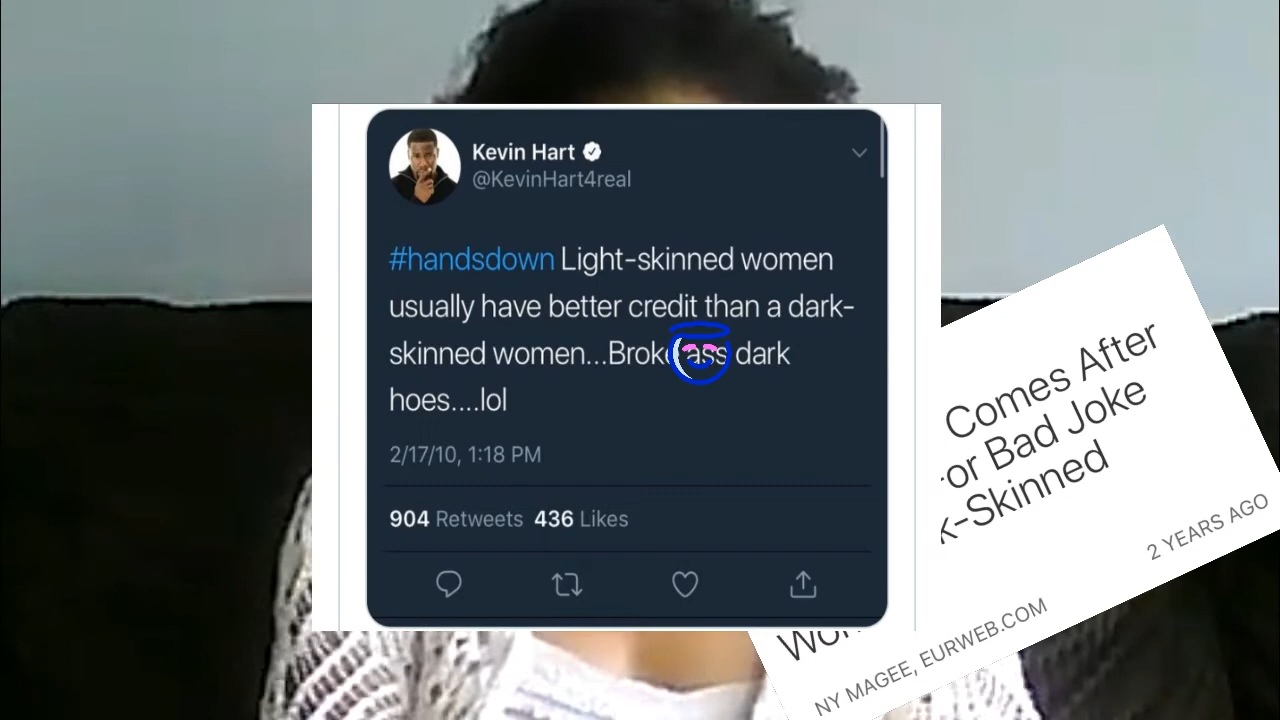 Kevin Hart
@KevinHart4real
#handsdown Light-skinned women
usually have better credit than a dark-
skinned women...Broke ass dark
hoes....lol
2/17/10, 1:18 PM
904 Retweets 436 Likes
Comes After
or Bad Joke
-Skinned
2 YEARS AGO
NY MAGEE, EURWEB.COM